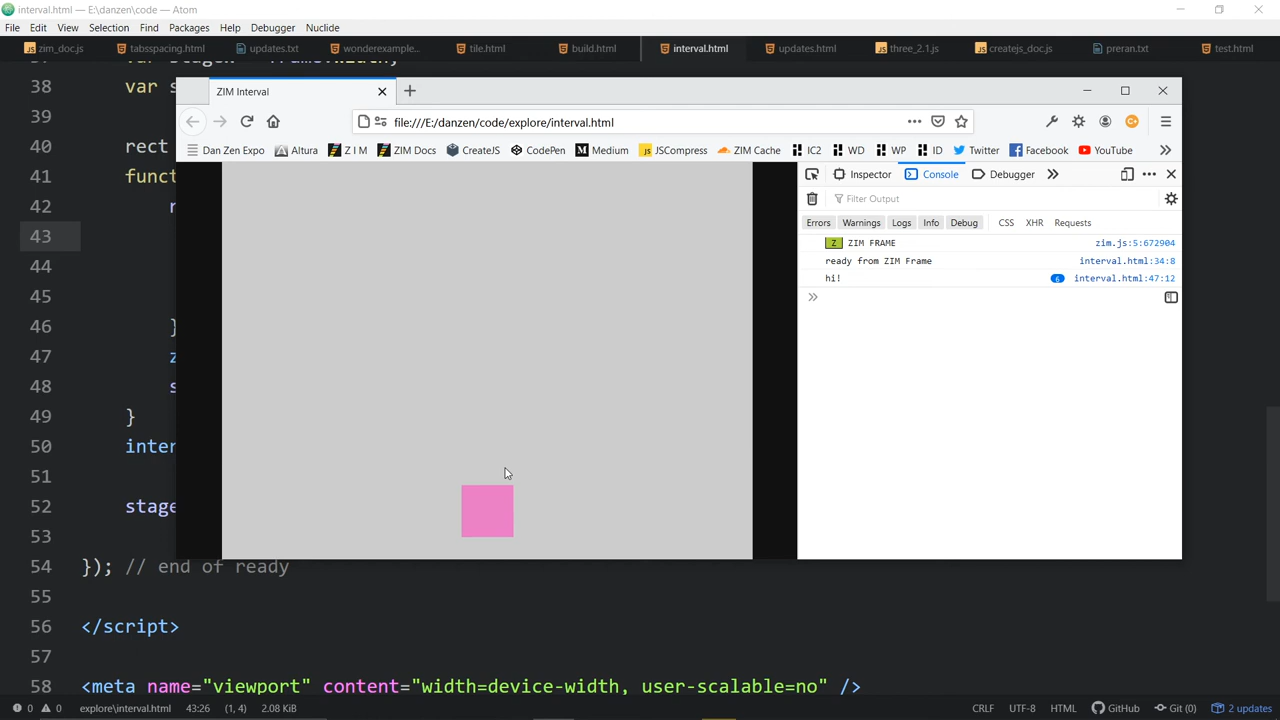 interval.html — E:\danzen\code — Atom
File Edit View Selection Find Packages Help Debugger Nuclide
zim_doc.js tabsspacing.html updates.txt wonderexample... tile.html build.html interval.html updates.html three_2.1.js createjs_doc.js preran.txt test.html
38 var s
39
40 rect
41 funct
42
43
44
45
46 }
47 z
48 s
49 }
50 inter
51
52 stage
53
54 }); // end of ready
55
56 </script>
57
58 <meta name="viewport" content="width=device-width, user-scalable=no" />
ZIM Interval
file:///E:/danzen/code/explore/interval.html
Dan Zen Expo Altura Z I M ZIM Docs CreateJS CodePen Medium JSCompress ZIM Cache IC2 WD WP ID Twitter Facebook YouTube
Inspector Console Debugger
Filter Output
Errors Warnings Logs Info Debug CSS XHR Requests
Z ZIM FRAME zim.js:5:672904
ready from ZIM Frame interval.html:34:8
hi! 6 interval.html:47:12
0 0 explore\interval.html 43:26 (1, 4) 2.08 KiB CRLF UTF-8 HTML GitHub Git (0) 2 updates